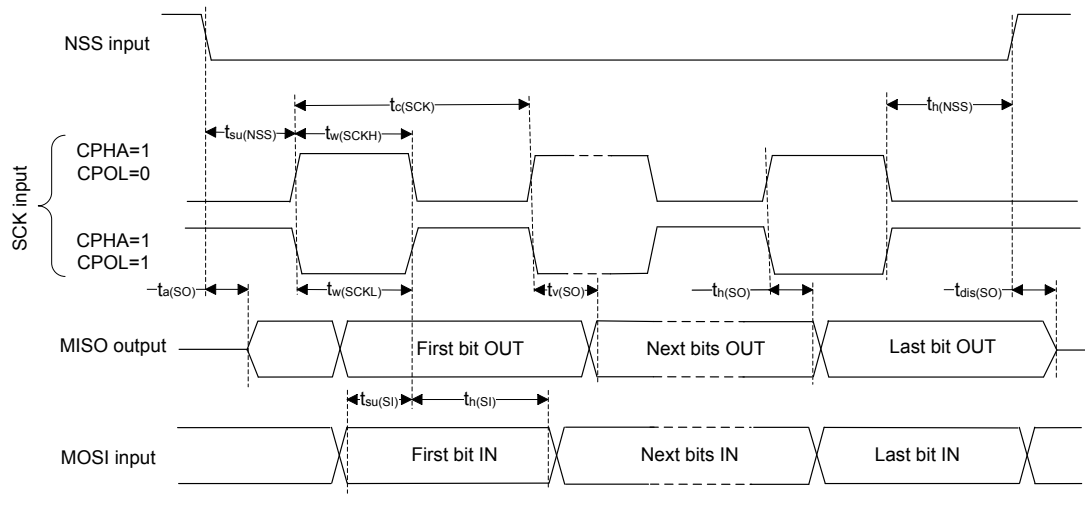 NSS input
tc(SCK)
th(NSS)
tsu(NSS)
tw(SCKH)
SCK input
CPHA=1
CPOL=0
CPHA=1
CPOL=1
ta(SO)
tw(SCKL)
tv(SO)
th(SO)
tdis(SO)
MISO output
First bit OUT
Next bits OUT
Last bit OUT
tsu(SI)
th(SI)
MOSI input
First bit IN
Next bits IN
Last bit IN